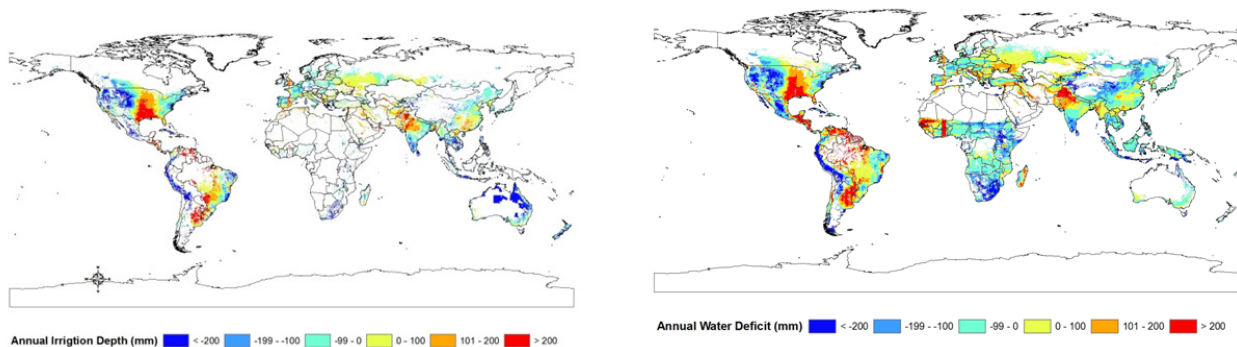 Annual Irrigtion Depth (mm) < -200 -199 - -100 -99 - 0 0 - 100 101 - 200 > 200
Annual Water Deficit (mm) < -200 -199 - -100 -99 - 0 0 - 100 101 - 200 > 200